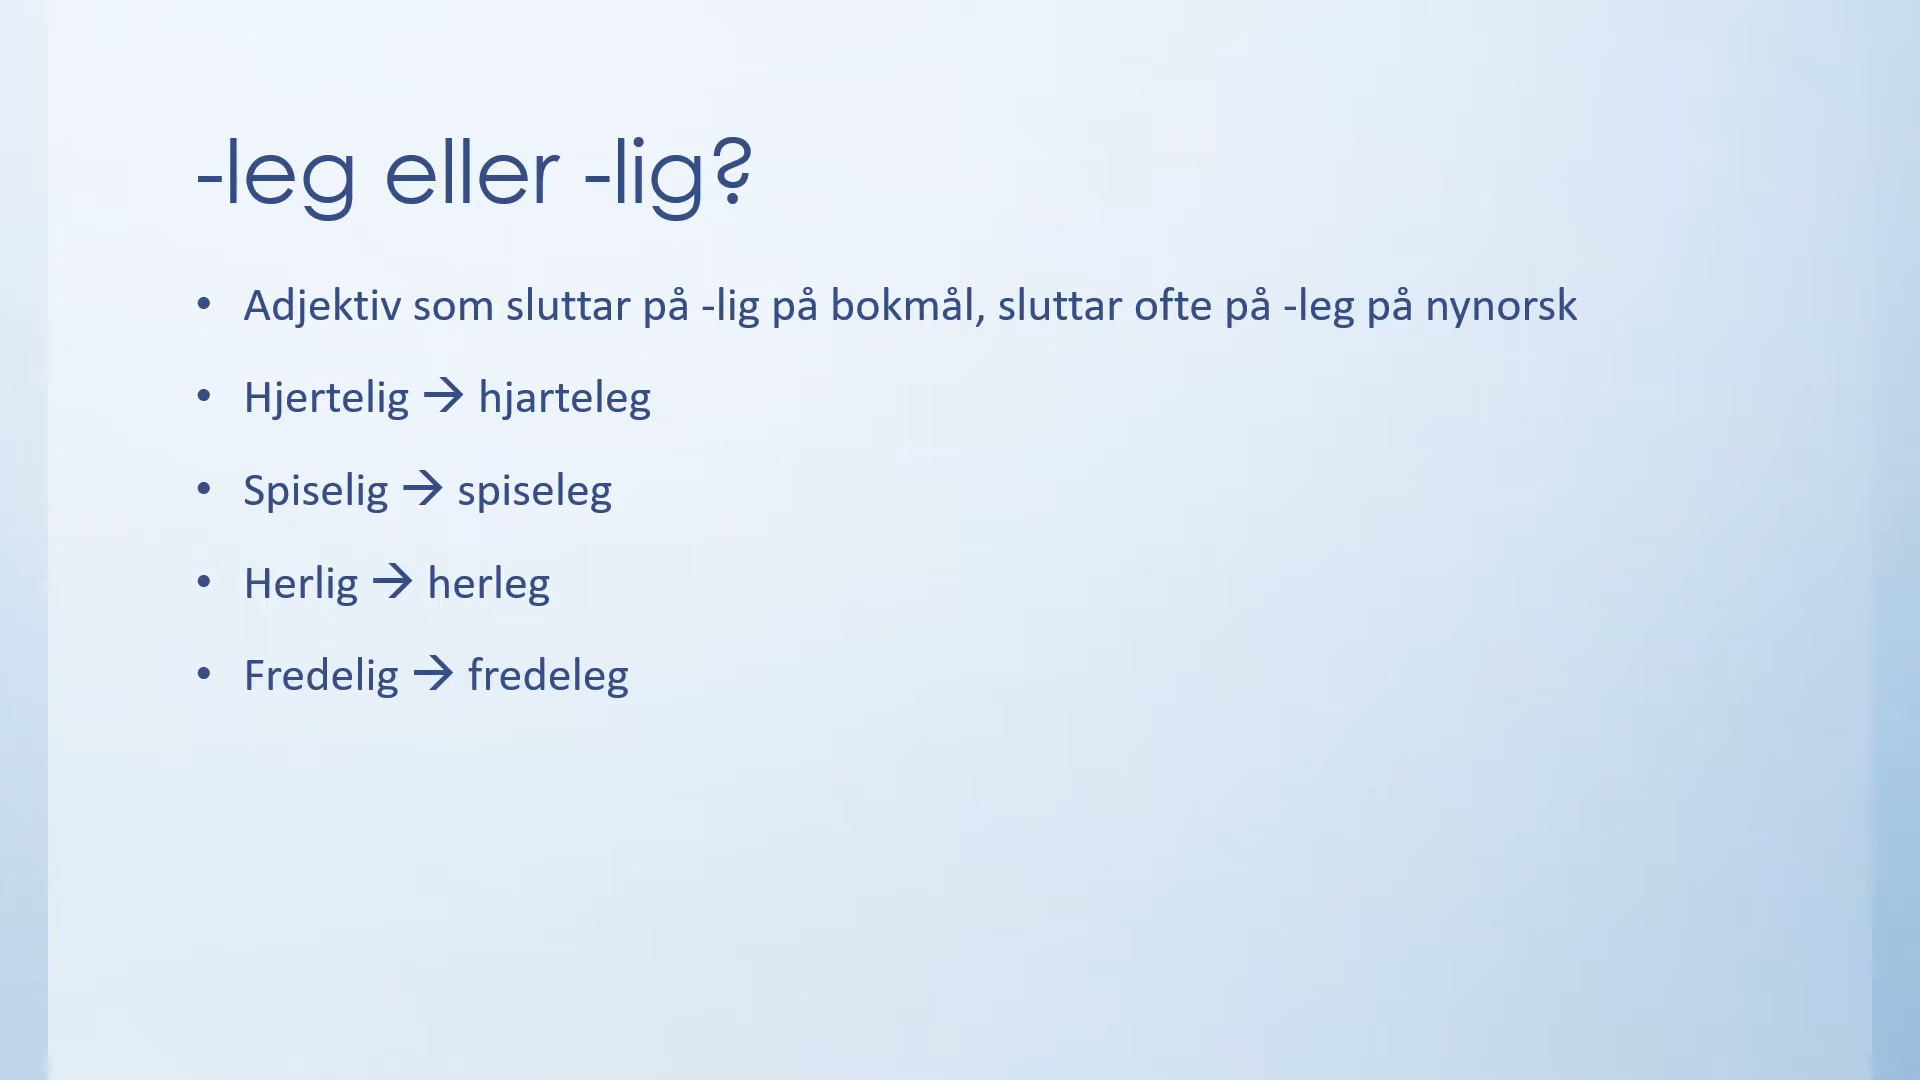 -leg eller -lig?
• Adjektiv som sluttar på -lig på bokmål, sluttar ofte på -leg på nynorsk
• Hjertelig → hjarteleg
• Spiselig → spiseleg
• Herlig → herleg
• Fredelig → fredeleg